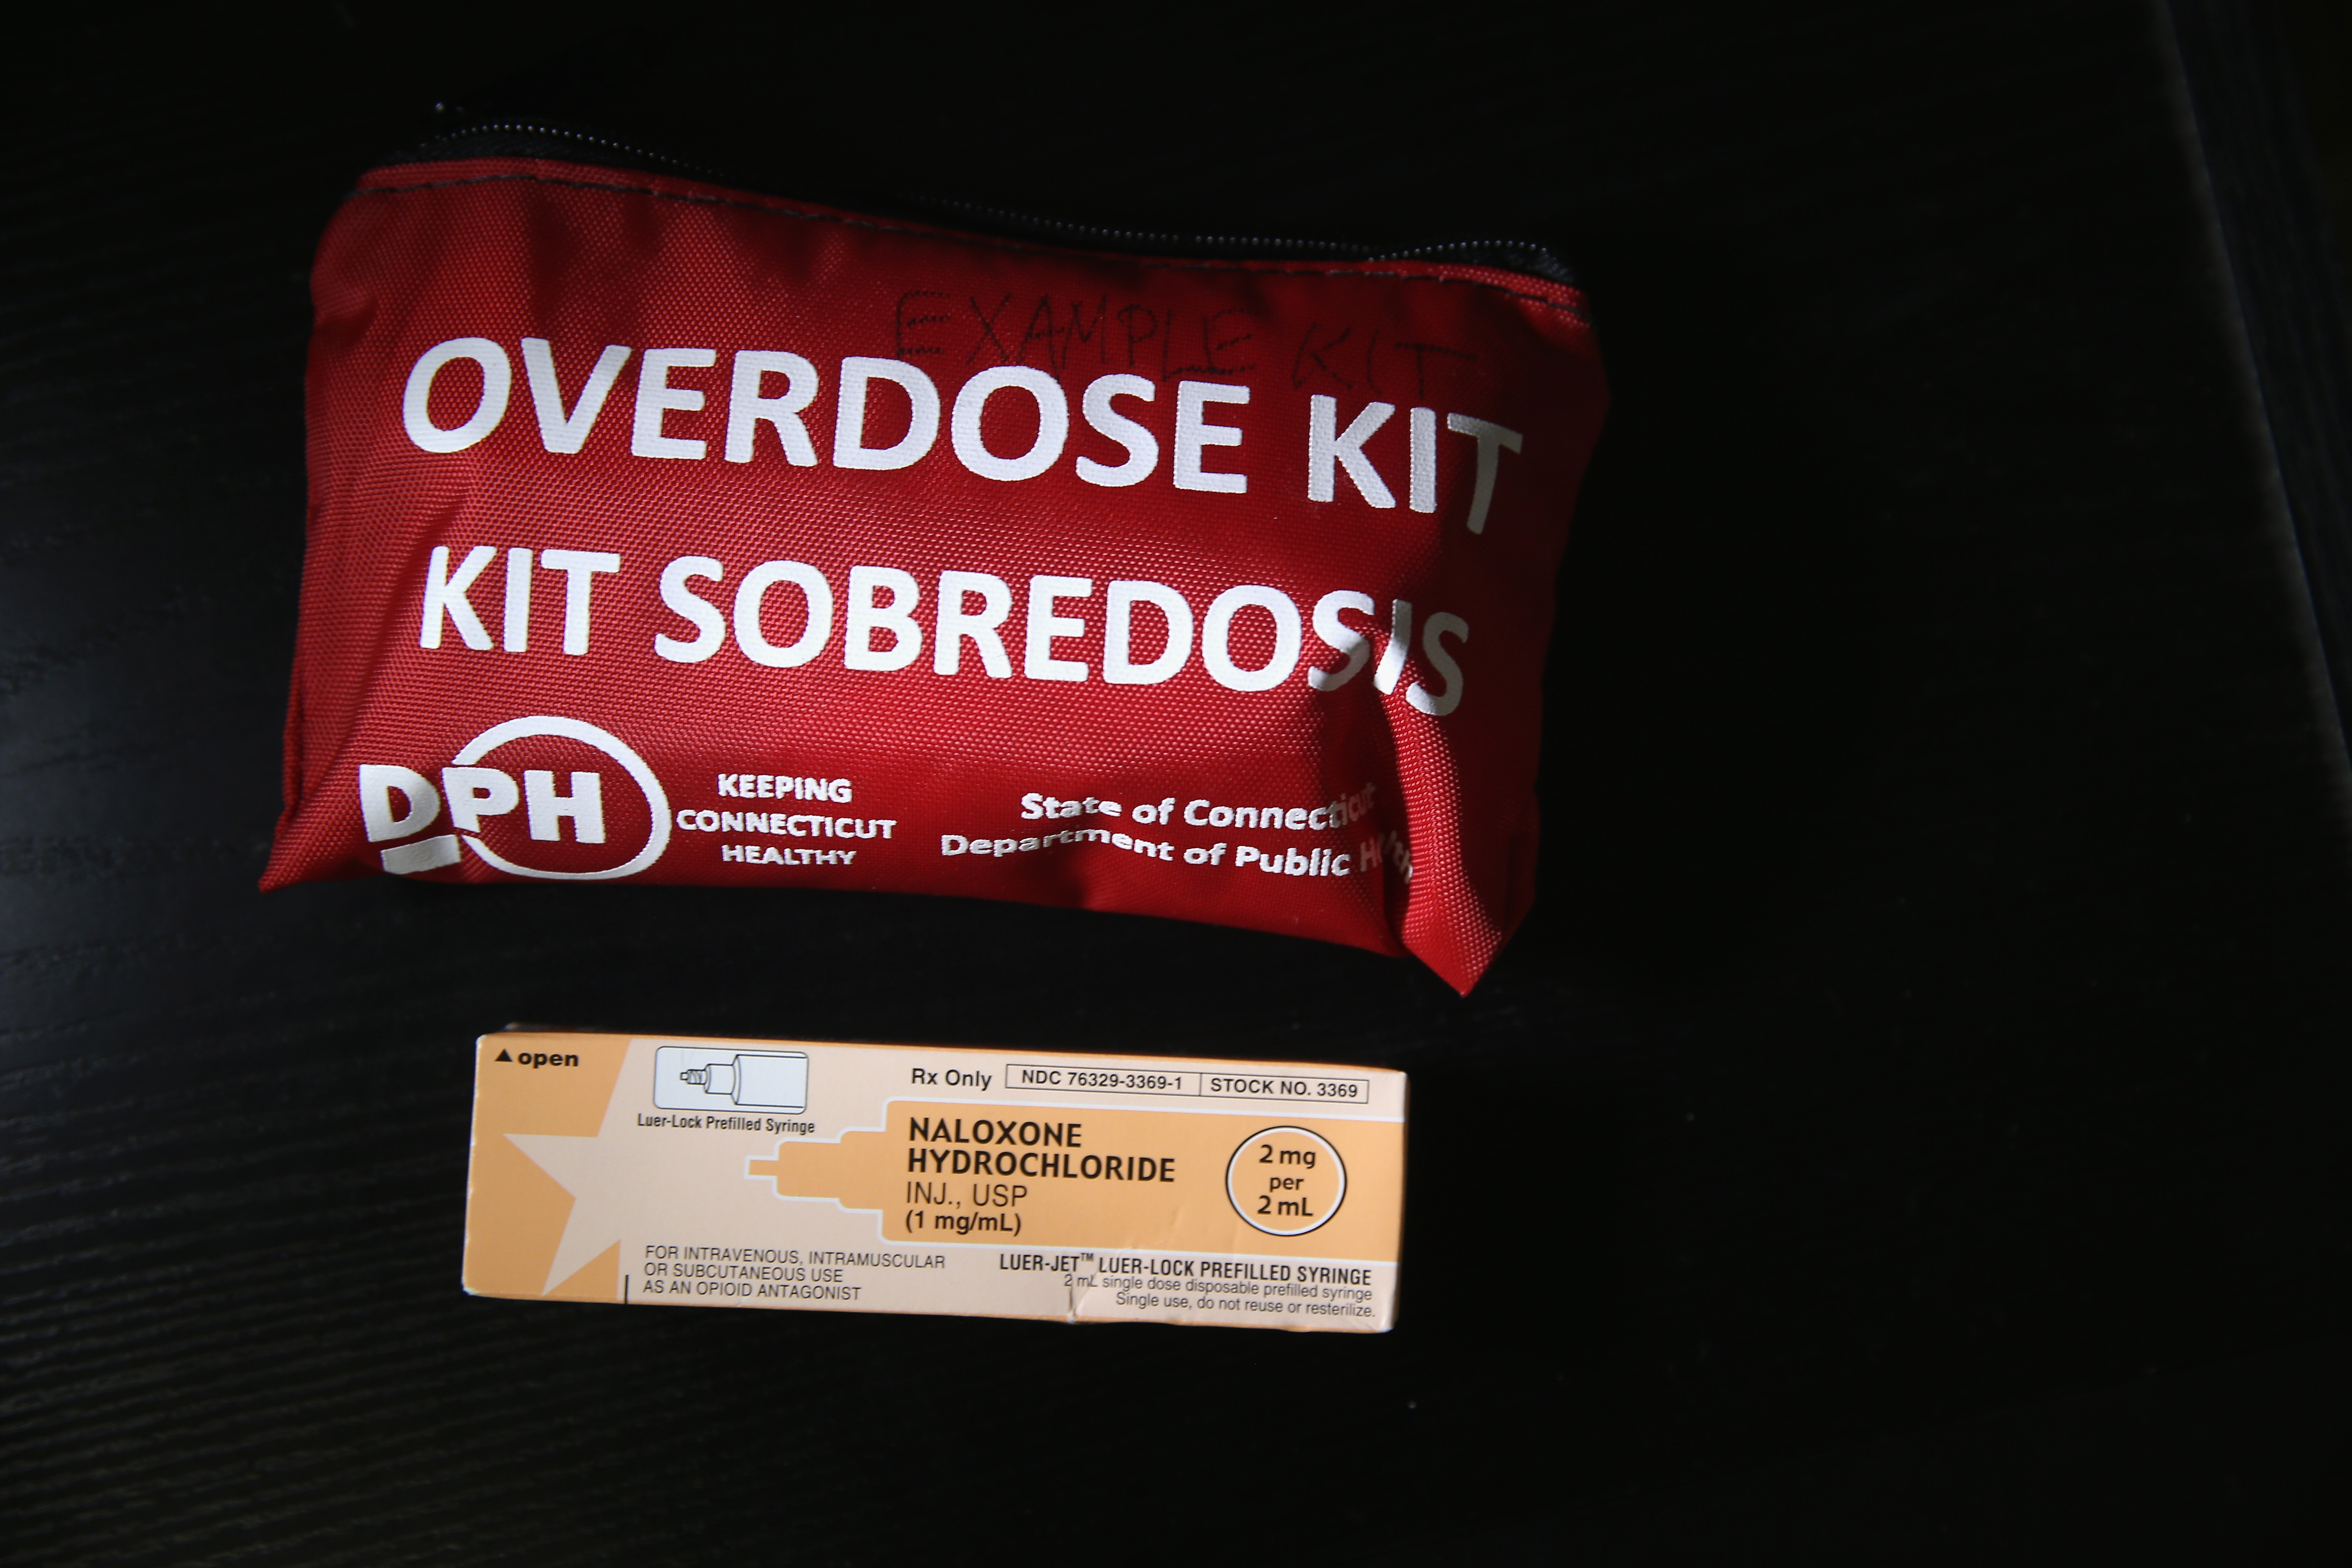 EXAMPLE KIT
OVERDOSE KIT
KIT SOBREDOSIS
DPH
KEEPING
CONNECTICUT
HEALTHY
State of Connecticut
Department of Public Health
▲ open
Luer-Lock Prefilled Syringe
Rx Only NDC 76329-3369-1 STOCK NO. 3369
NALOXONE
HYDROCHLORIDE
INJ., USP
(1 mg/mL)
2 mg
per
2 mL
FOR INTRAVENOUS, INTRAMUSCULAR
OR SUBCUTANEOUS USE
AS AN OPIOID ANTAGONIST
LUER-JET™ LUER-LOCK PREFILLED SYRINGE
2 mL single dose disposable prefilled syringe
Single use, do not reuse or resterilize.